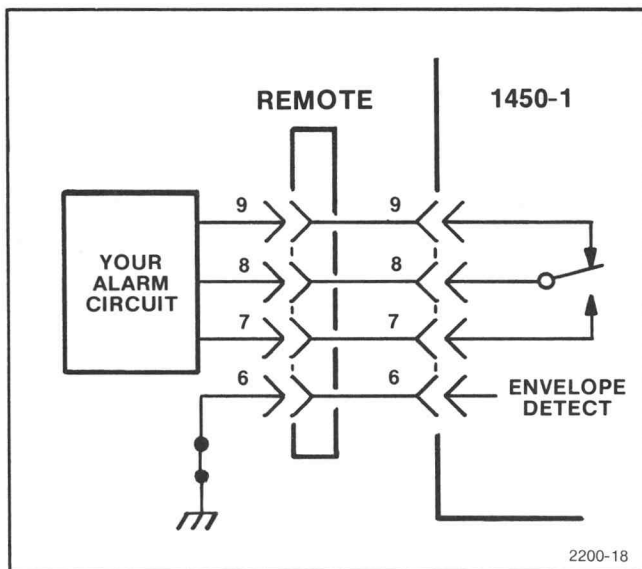 REMOTE
1450-1
YOUR
ALARM
CIRCUIT
9
9
8
8
7
7
6
6
ENVELOPE
DETECT
2200-18